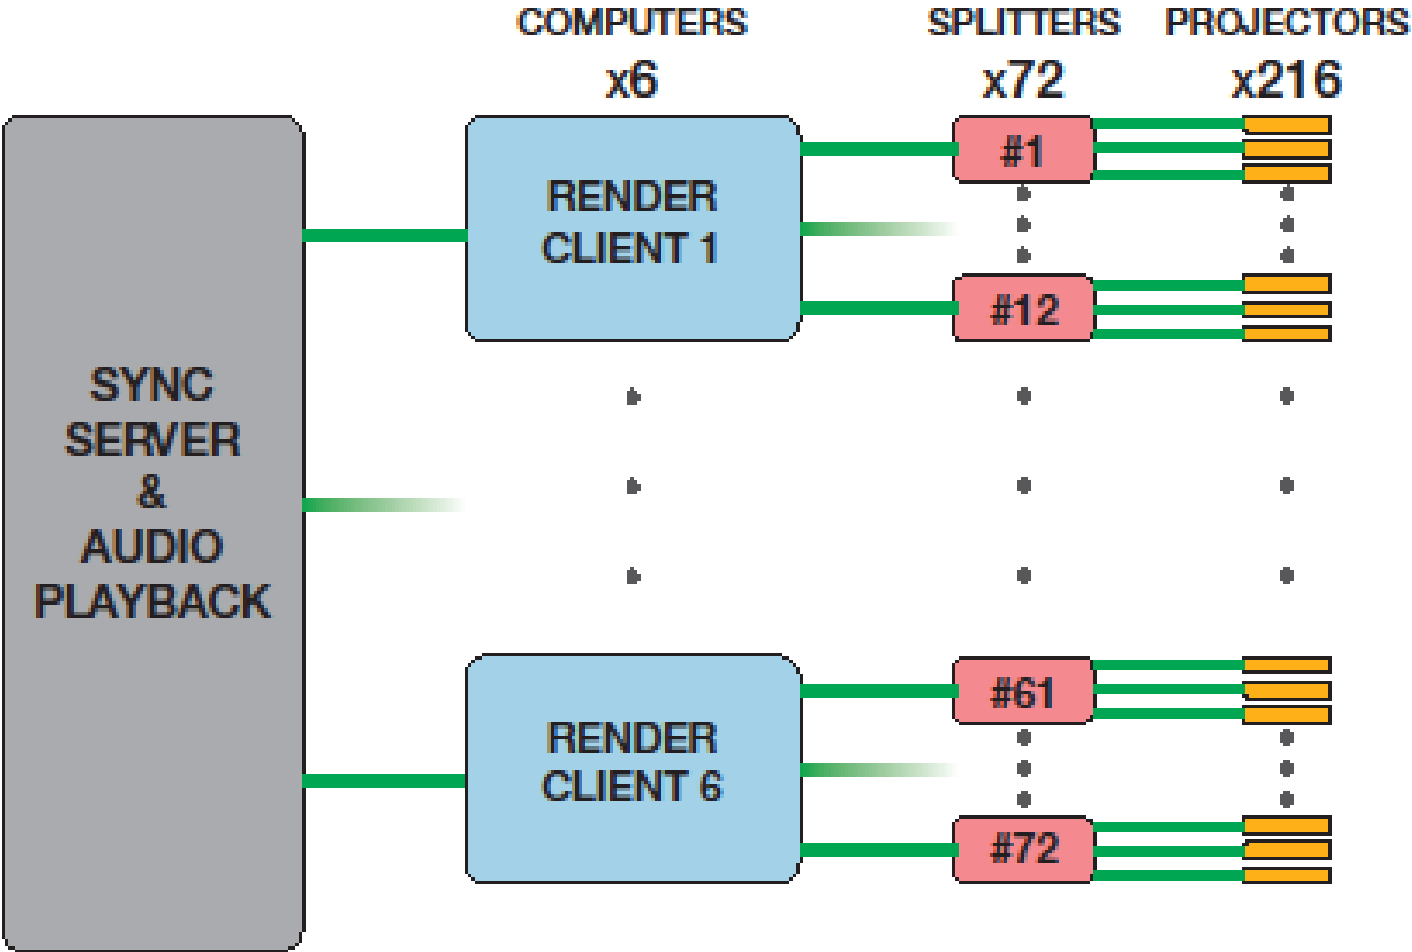 COMPUTERS
x6
SPLITTERS
x72
PROJECTORS
x216
SYNC
SERVER
&
AUDIO
PLAYBACK
RENDER
CLIENT 1
#1
#12
RENDER
CLIENT 6
#61
#72